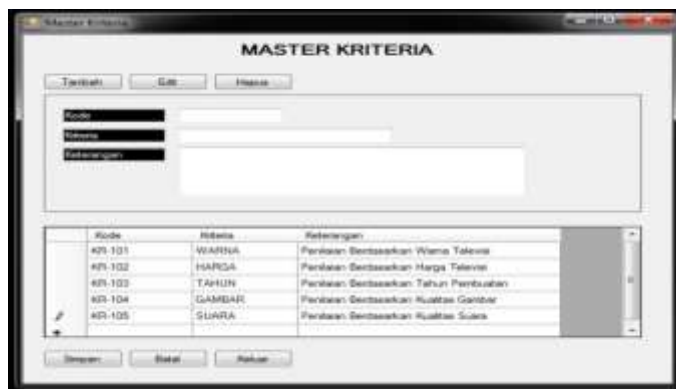 Master Kriteria
MASTER KRITERIA
Tambah Edit Hapus
Kode
Kriteria
Keterangan
Kode Kriteria Keterangan
KR-101 WARNA Penilaian Berdasarkan Warna Televisi
KR-102 HARGA Penilaian Berdasarkan Harga Televisi
KR-103 TAHUN Penilaian Berdasarkan Tahun Pembuatan
KR-104 GAMBAR Penilaian Berdasarkan Kualitas Gambar
KR-105 SUARA Penilaian Berdasarkan Kualitas Suara
Simpan Batal Keluar